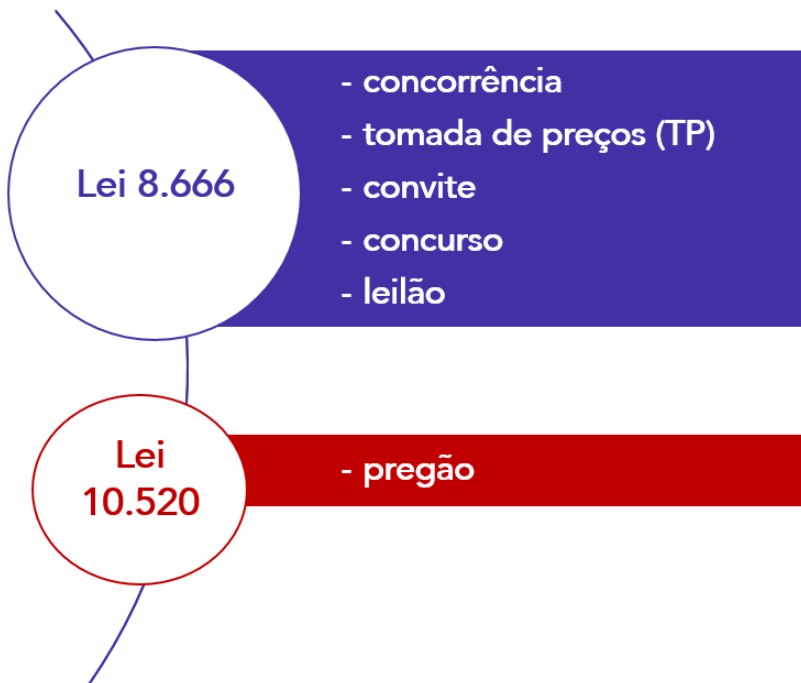 Lei 8.666
- concorrência
- tomada de preços (TP)
- convite
- concurso
- leilão
Lei
10.520
- pregão